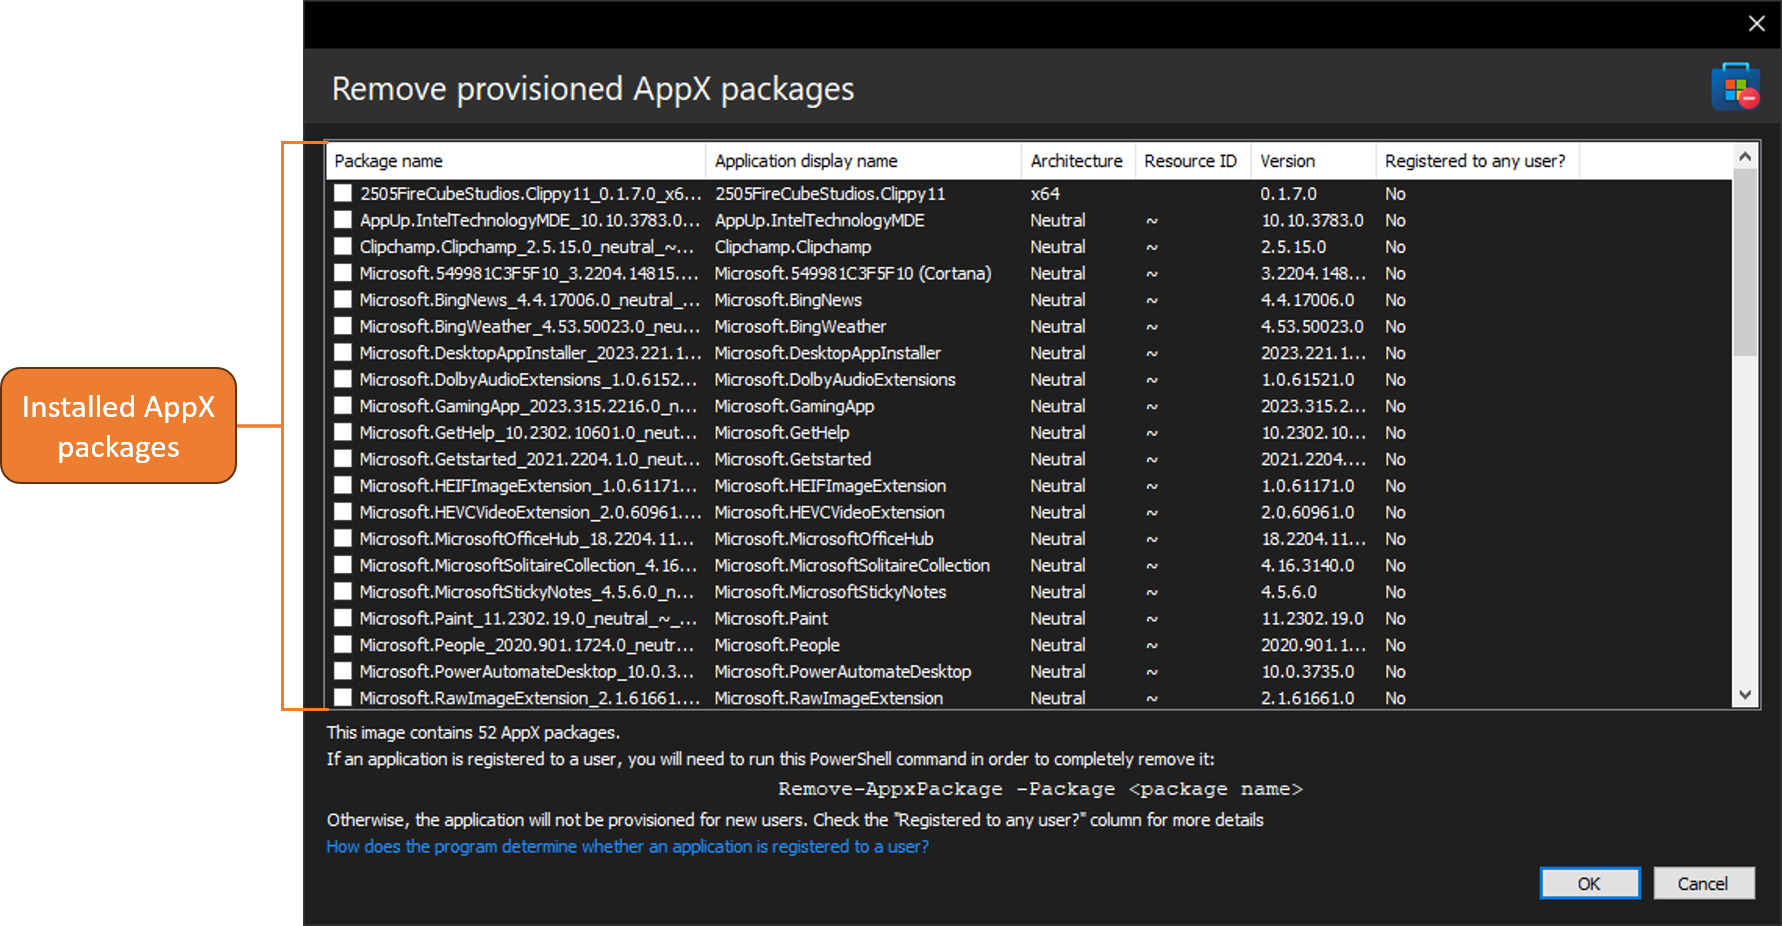 Remove provisioned AppX packages
Installed AppX
packages
Package name Application display name Architecture Resource ID Version Registered to any user?
2505FireCubeStudios.Clippy11_0.1.7.0_x6... 2505FireCubeStudios.Clippy11 x64 0.1.7.0 No
AppUp.IntelTechnologyMDE_10.10.3783.0... AppUp.IntelTechnologyMDE Neutral ~ 10.10.3783.0 No
Clipchamp.Clipchamp_2.5.15.0_neutral_~... Clipchamp.Clipchamp Neutral ~ 2.5.15.0 No
Microsoft.549981C3F5F10_3.2204.14815.... Microsoft.549981C3F5F10 (Cortana) Neutral ~ 3.2204.148... No
Microsoft.BingNews_4.4.17006.0_neutral_... Microsoft.BingNews Neutral ~ 4.4.17006.0 No
Microsoft.BingWeather_4.53.50023.0_neu... Microsoft.BingWeather Neutral ~ 4.53.50023.0 No
Microsoft.DesktopAppInstaller_2023.221.1... Microsoft.DesktopAppInstaller Neutral ~ 2023.221.1... No
Microsoft.DolbyAudioExtensions_1.0.6152... Microsoft.DolbyAudioExtensions Neutral ~ 1.0.61521.0 No
Microsoft.GamingApp_2023.315.2216.0_n... Microsoft.GamingApp Neutral ~ 2023.315.2... No
Microsoft.GetHelp_10.2302.10601.0_neut... Microsoft.GetHelp Neutral ~ 10.2302.10... No
Microsoft.Getstarted_2021.2204.1.0_neut... Microsoft.Getstarted Neutral ~ 2021.2204.... No
Microsoft.HEIFImageExtension_1.0.61171... Microsoft.HEIFImageExtension Neutral ~ 1.0.61171.0 No
Microsoft.HEVCVideoExtension_2.0.60961.... Microsoft.HEVCVideoExtension Neutral ~ 2.0.60961.0 No
Microsoft.MicrosoftOfficeHub_18.2204.11... Microsoft.MicrosoftOfficeHub Neutral ~ 18.2204.11... No
Microsoft.MicrosoftSolitaireCollection_4.16... Microsoft.MicrosoftSolitaireCollection Neutral ~ 4.16.3140.0 No
Microsoft.MicrosoftStickyNotes_4.5.6.0_n... Microsoft.MicrosoftStickyNotes Neutral ~ 4.5.6.0 No
Microsoft.Paint_11.2302.19.0_neutral_~_... Microsoft.Paint Neutral ~ 11.2302.19.0 No
Microsoft.People_2020.901.1724.0_neutr... Microsoft.People Neutral ~ 2020.901.1... No
Microsoft.PowerAutomateDesktop_10.0.3... Microsoft.PowerAutomateDesktop Neutral ~ 10.0.3735.0 No
Microsoft.RawImageExtension_2.1.61661.... Microsoft.RawImageExtension Neutral ~ 2.1.61661.0 No
This image contains 52 AppX packages.
If an application is registered to a user, you will need to run this PowerShell command in order to completely remove it:
Remove-AppxPackage -Package <package name>
Otherwise, the application will not be provisioned for new users. Check the "Registered to any user?" column for more details
How does the program determine whether an application is registered to a user?
OK Cancel